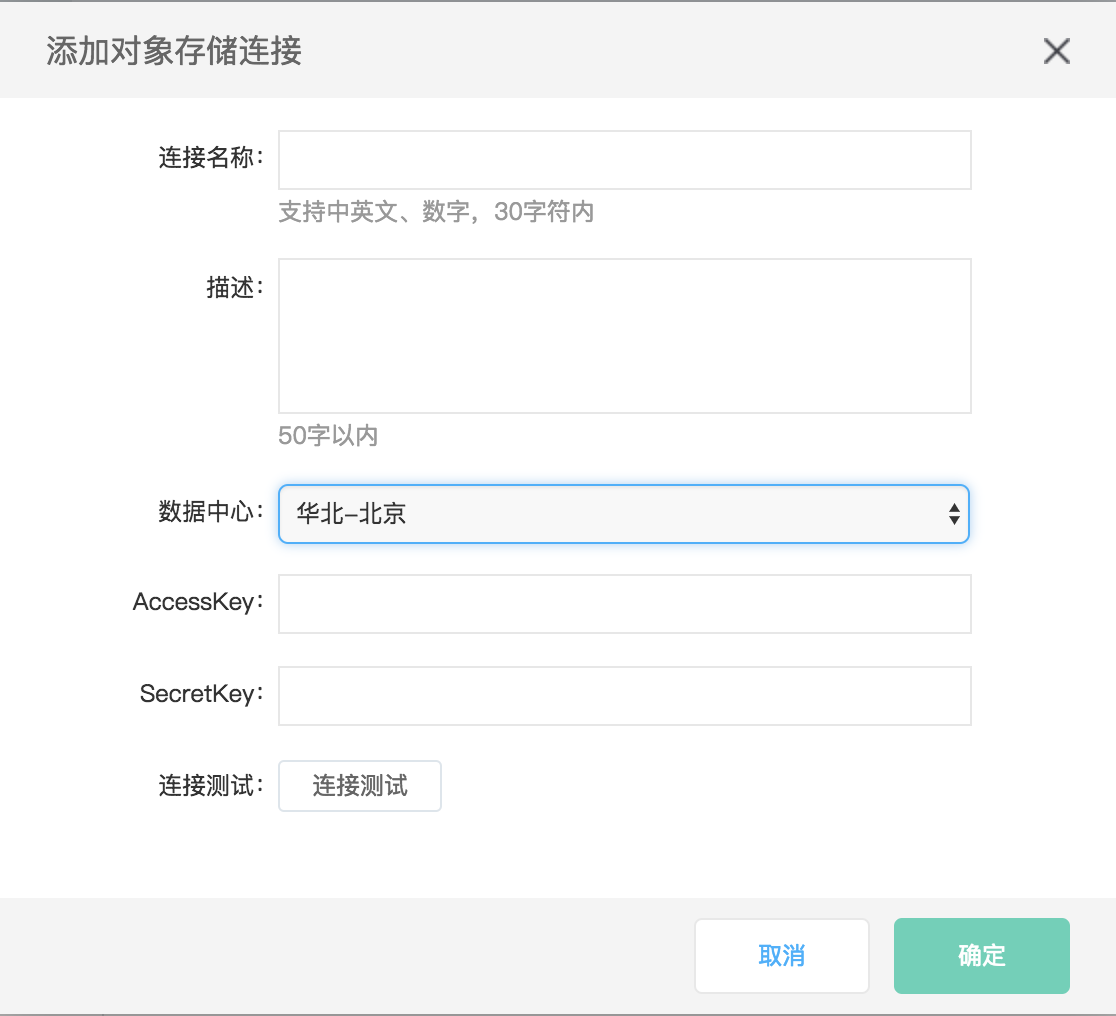 添加对象存储连接
连接名称：
支持中英文、数字，30字符内
描述：
50字以内
数据中心： 华北-北京
AccessKey：
SecretKey：
连接测试： 连接测试
取消 确定